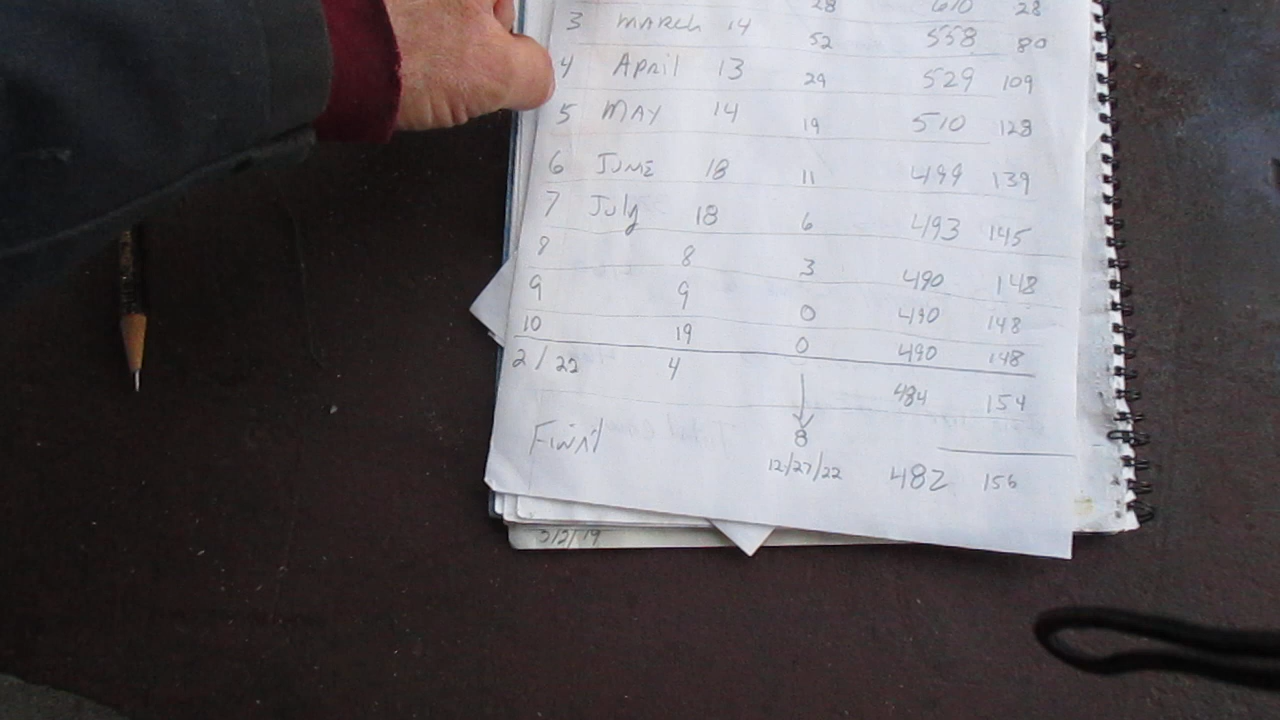 28 610 28
3 MARCH 14 52 558 80
4 April 13 29 529 109
5 MAY 14 19 510 128
6 JUNE 18 11 499 139
7 July 18 6 493 145
8 8 3 490 148
9 9 0 490 148
10 19 0 490 148
2/22 4 484 154
Final 8
12/27/22 482 156